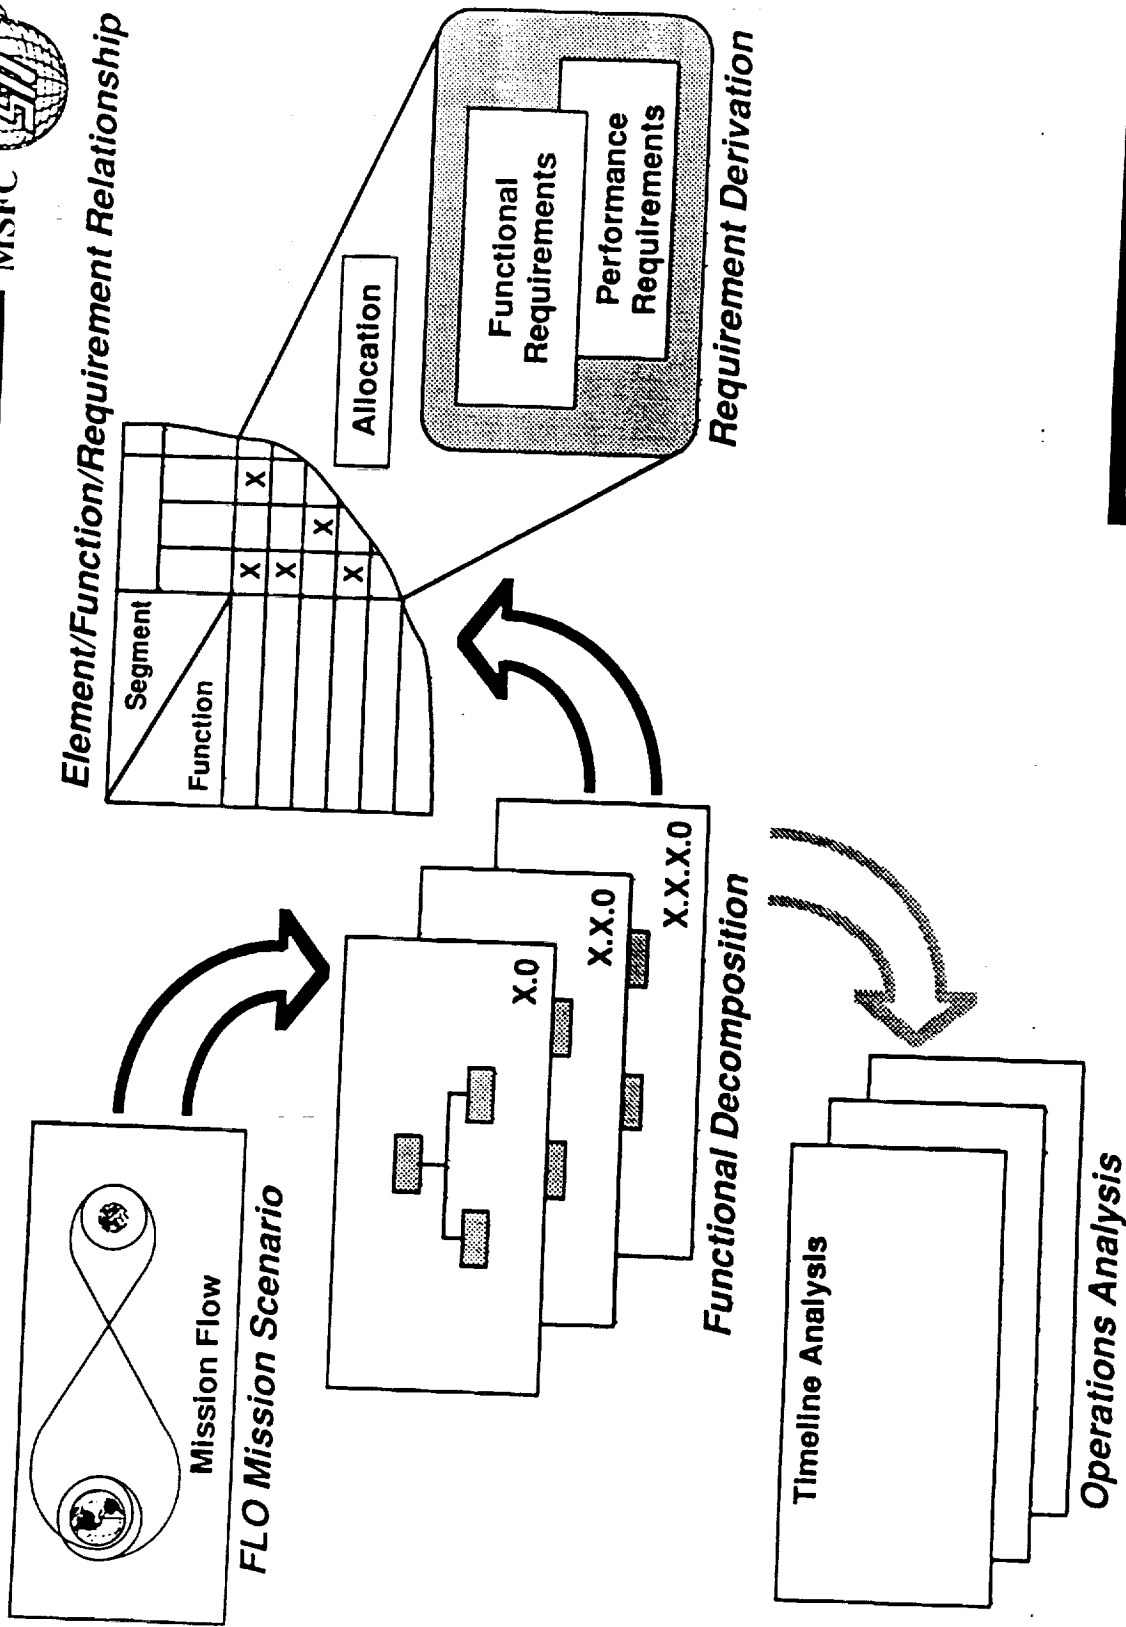 MSFC
Element/Function/Requirement Relationship
Segment
Function
X
X
X
X
X
Allocation
Functional
Requirements
Performance
Requirements
Requirement Derivation
Mission Flow
FLO Mission Scenario
X.0
X.X.0
X.X.X.0
Functional Decomposition
Timeline Analysis
Operations Analysis